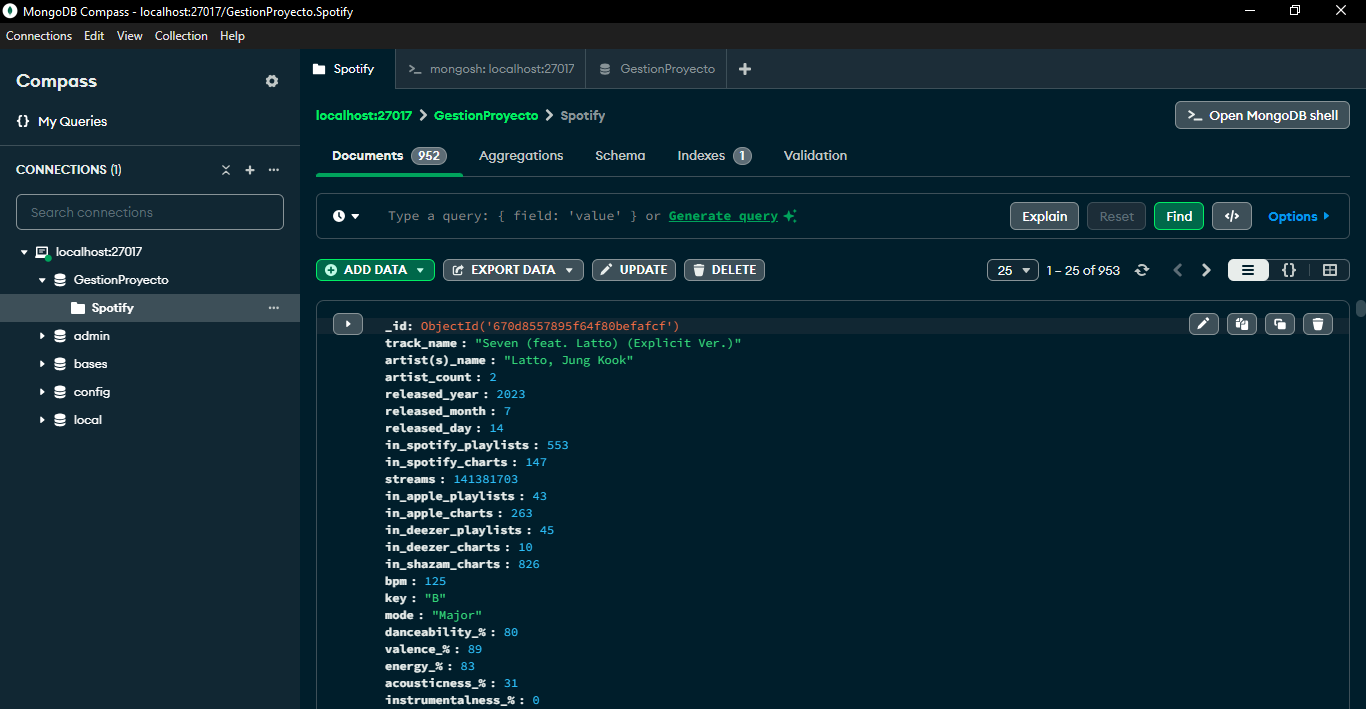 MongoDB Compass - localhost:27017/GestionProyecto.Spotify
Connections Edit View Collection Help
Compass
{} My Queries
CONNECTIONS (1)
Search connections
localhost:27017
GestionProyecto
Spotify
admin
bases
config
local
Spotify
>_ mongosh: localhost:27017
GestionProyecto
localhost:27017 > GestionProyecto > Spotify
>_ Open MongoDB shell
Documents 952 Aggregations Schema Indexes 1 Validation
Type a query: { field: 'value' } or Generate query
Explain Reset Find </> Options
ADD DATA EXPORT DATA UPDATE DELETE
25 1 – 25 of 953 {}
_id: ObjectId('670d8557895f64f80befafcf')
track_name : "Seven (feat. Latto) (Explicit Ver.)"
artist(s)_name : "Latto, Jung Kook"
artist_count : 2
released_year : 2023
released_month : 7
released_day : 14
in_spotify_playlists : 553
in_spotify_charts : 147
streams : 141381703
in_apple_playlists : 43
in_apple_charts : 263
in_deezer_playlists : 45
in_deezer_charts : 10
in_shazam_charts : 826
bpm : 125
key : "B"
mode : "Major"
danceability_% : 80
valence_% : 89
energy_% : 83
acousticness_% : 31
instrumentalness_% : 0